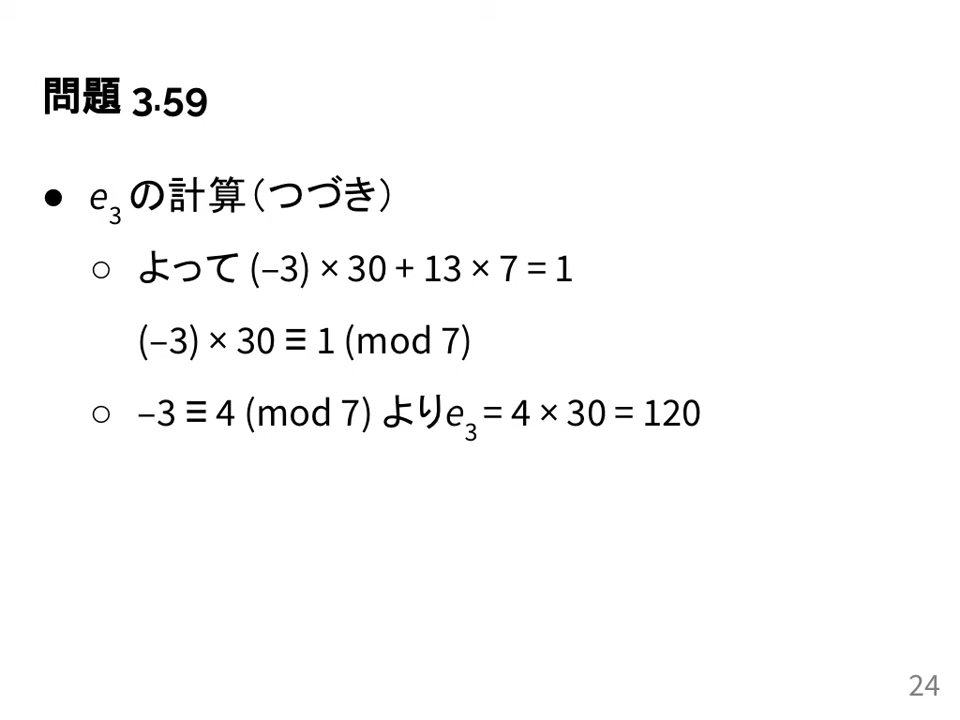 問題 3.59
● e₃ の計算（つづき）
○ よって (–3) × 30 + 13 × 7 = 1
(–3) × 30 ≡ 1 (mod 7)
○ –3 ≡ 4 (mod 7) よりe₃ = 4 × 30 = 120
24